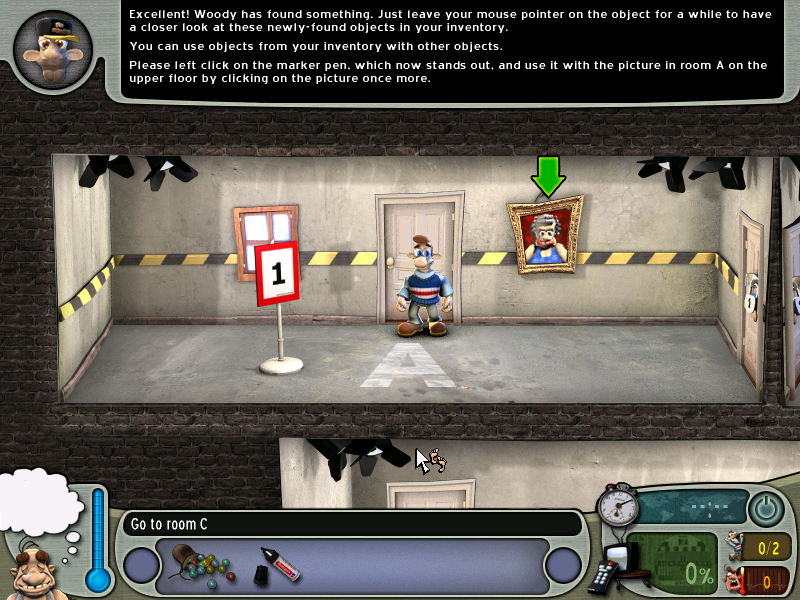 Excellent! Woody has found something. Just leave your mouse pointer on the object for a while to have
a closer look at these newly-found objects in your inventory.
You can use objects from your inventory with other objects.
Please left click on the marker pen, which now stands out, and use it with the picture in room A on the
upper floor by clicking on the picture once more.
1
A
Go to room C
0/2
0%
0